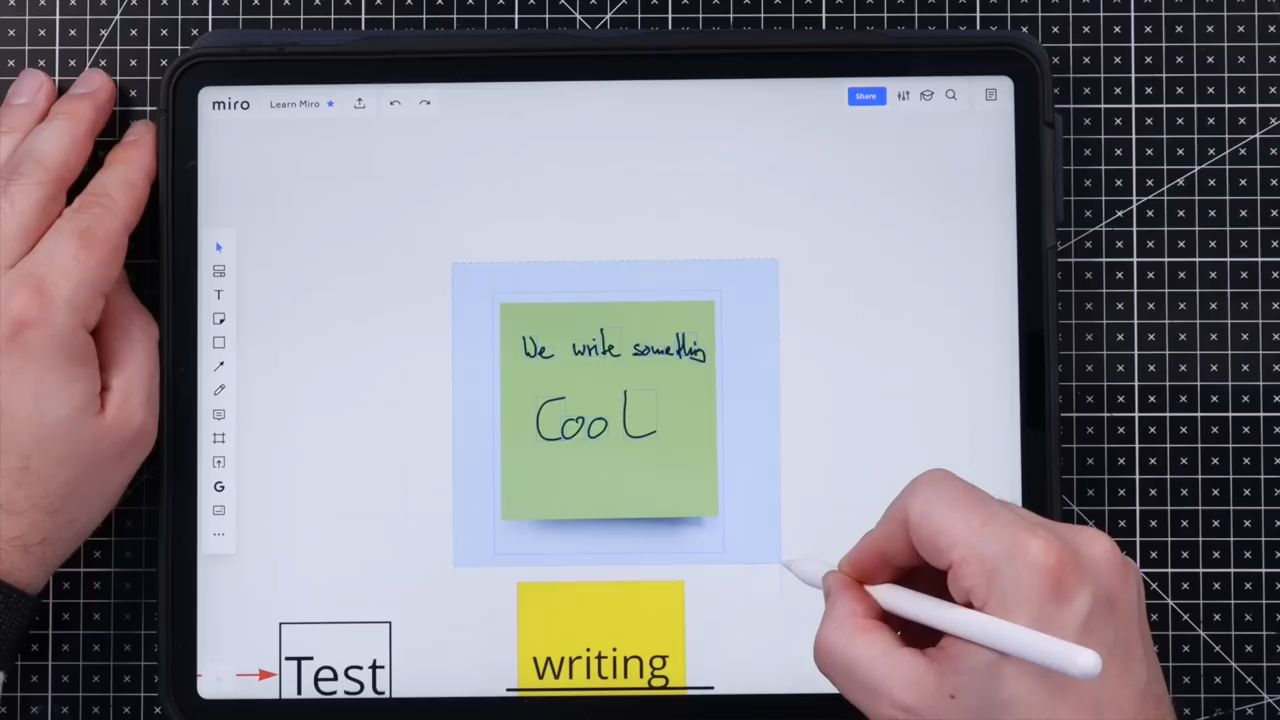 miro Learn Miro Share
T
We write somethin
Cool
G
writing
Test